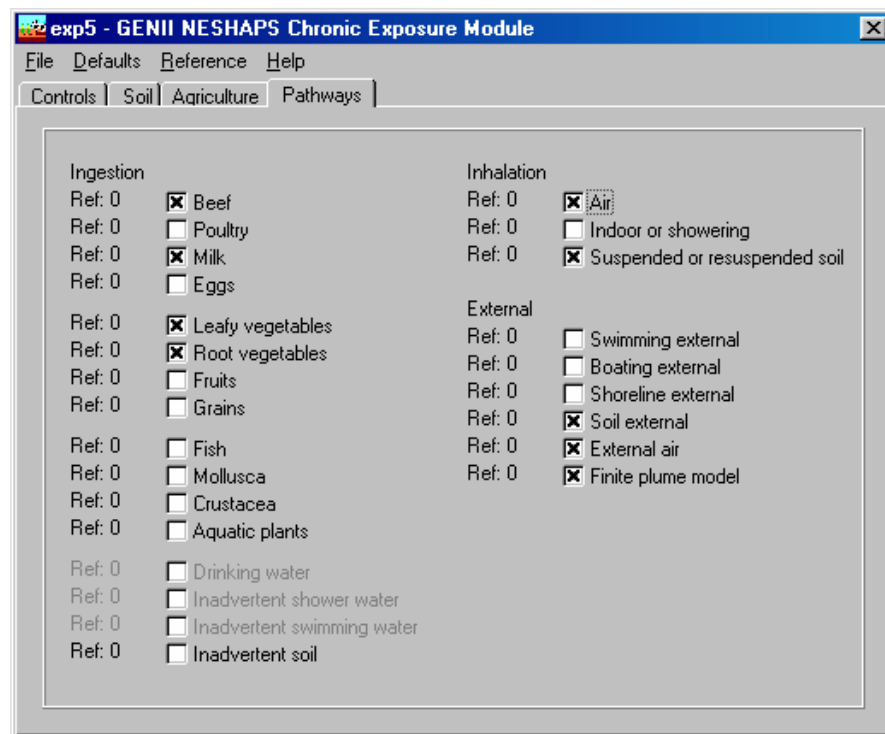 exp5 - GENII NESHAPS Chronic Exposure Module
File Defaults Reference Help
Controls Soil Agriculture Pathways
Ingestion
Ref: 0 Beef
Ref: 0 Poultry
Ref: 0 Milk
Ref: 0 Eggs
Ref: 0 Leafy vegetables
Ref: 0 Root vegetables
Ref: 0 Fruits
Ref: 0 Grains
Ref: 0 Fish
Ref: 0 Mollusca
Ref: 0 Crustacea
Ref: 0 Aquatic plants
Ref: 0 Drinking water
Ref: 0 Inadvertent shower water
Ref: 0 Inadvertent swimming water
Ref: 0 Inadvertent soil
Inhalation
Ref: 0 Air
Ref: 0 Indoor or showering
Ref: 0 Suspended or resuspended soil
External
Ref: 0 Swimming external
Ref: 0 Boating external
Ref: 0 Shoreline external
Ref: 0 Soil external
Ref: 0 External air
Ref: 0 Finite plume model